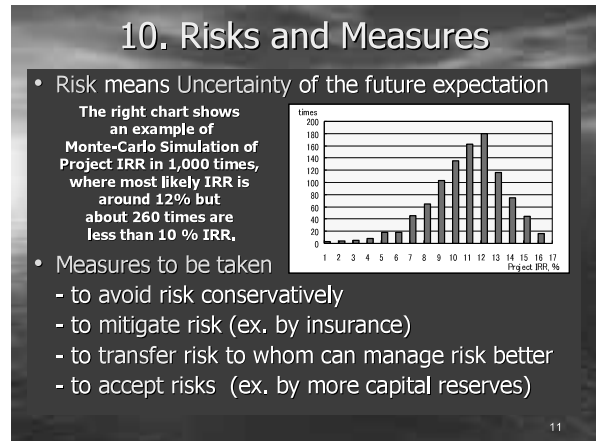 10. Risks and Measures
• Risk means Uncertainty of the future expectation
The right chart shows
an example of
Monte-Carlo Simulation of
Project IRR in 1,000 times,
where most likely IRR is
around 12% but
about 260 times are
less than 10 % IRR.
times
200
180
160
140
120
100
80
60
40
20
0
1 2 3 4 5 6 7 8 9 10 11 12 13 14 15 16 17
Project IRR, %
• Measures to be taken
- to avoid risk conservatively
- to mitigate risk (ex. by insurance)
- to transfer risk to whom can manage risk better
- to accept risks (ex. by more capital reserves)
11